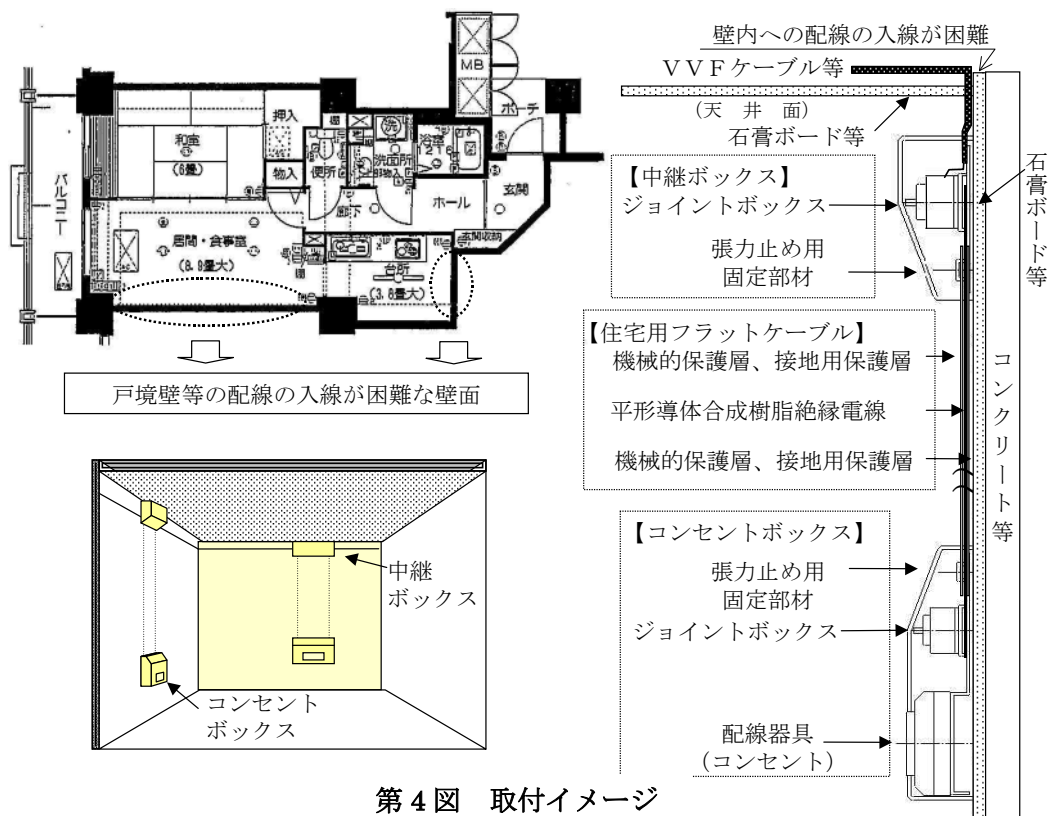 MB
ポーチ
押入
和室
(6畳)
洗
浴室
1216
物入
便所
洗面所
玄関
バルコニー
ホール
廊下
居間・食事室
(8.9畳大)
玄関収納
台所
(3.8畳大)
戸境壁等の配線の入線が困難な壁面
中継
ボックス
コンセント
ボックス
壁内への配線の入線が困難
VVFケーブル等
(天 井 面)
石膏ボード等
【中継ボックス】
ジョイントボックス
張力止め用
固定部材
石膏ボード等
【住宅用フラットケーブル】
機械的保護層、接地用保護層
平形導体合成樹脂絶縁電線
機械的保護層、接地用保護層
コンクリート等
【コンセントボックス】
張力止め用
固定部材
ジョイントボックス
配線器具
(コンセント)
第4図 取付イメージ